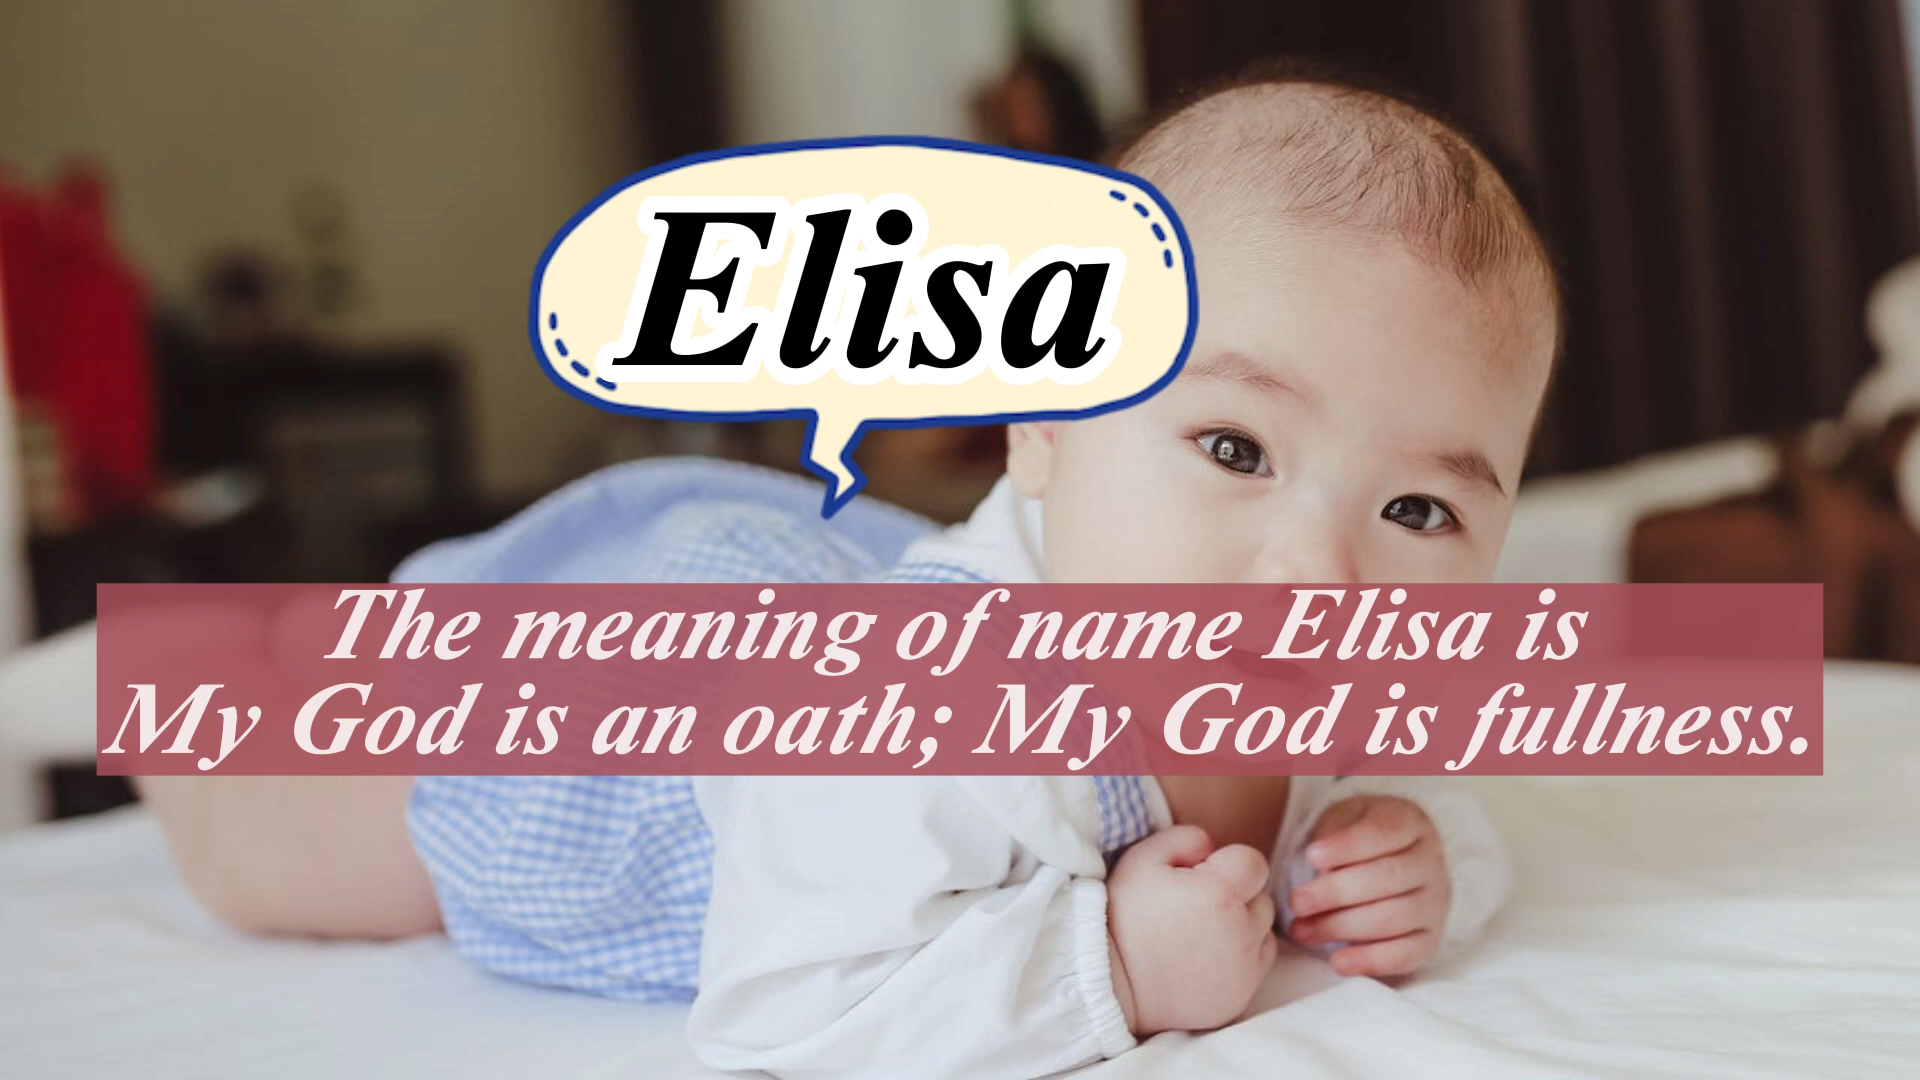 Elisa
The meaning of name Elisa is
My God is an oath; My God is fullness.